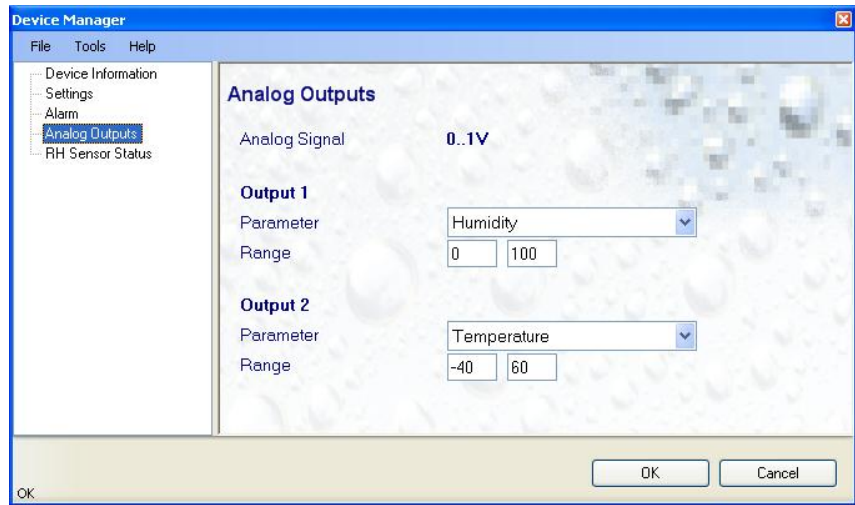 Device Manager
File Tools Help
Device Information
Settings
Alarm
Analog Outputs
RH Sensor Status
Analog Outputs
Analog Signal 0..1V
Output 1
Parameter Humidity
Range 0 100
Output 2
Parameter Temperature
Range -40 60
OK Cancel
OK